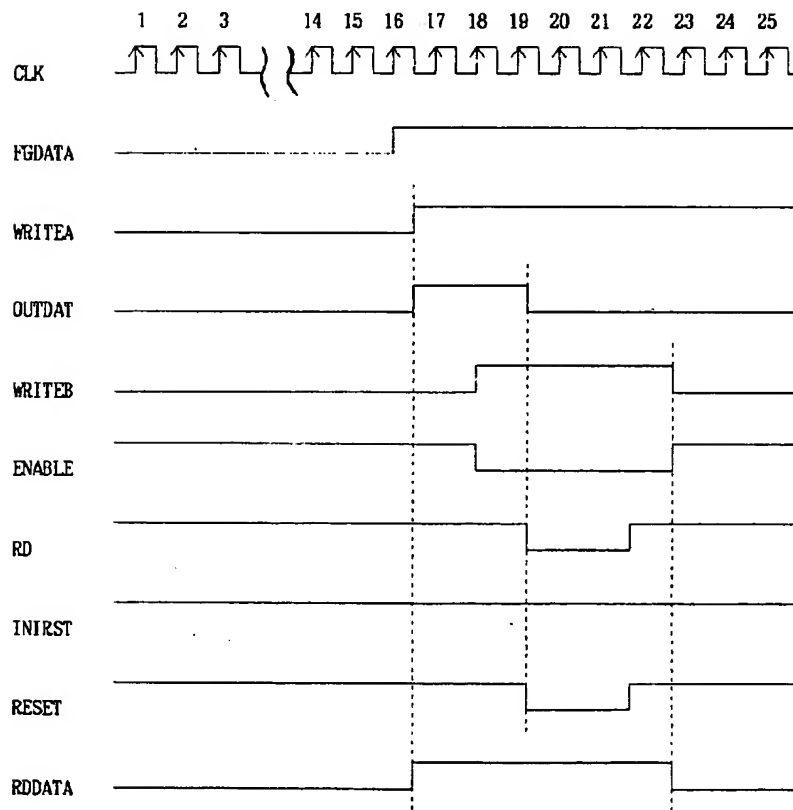 1 2 3 14 15 16 17 18 19 20 21 22 23 24 25
CLK
FGDATA
WRITEA
OUTDAT
WRITEB
ENABLE
RD
INIRST
RESET
RDDATA